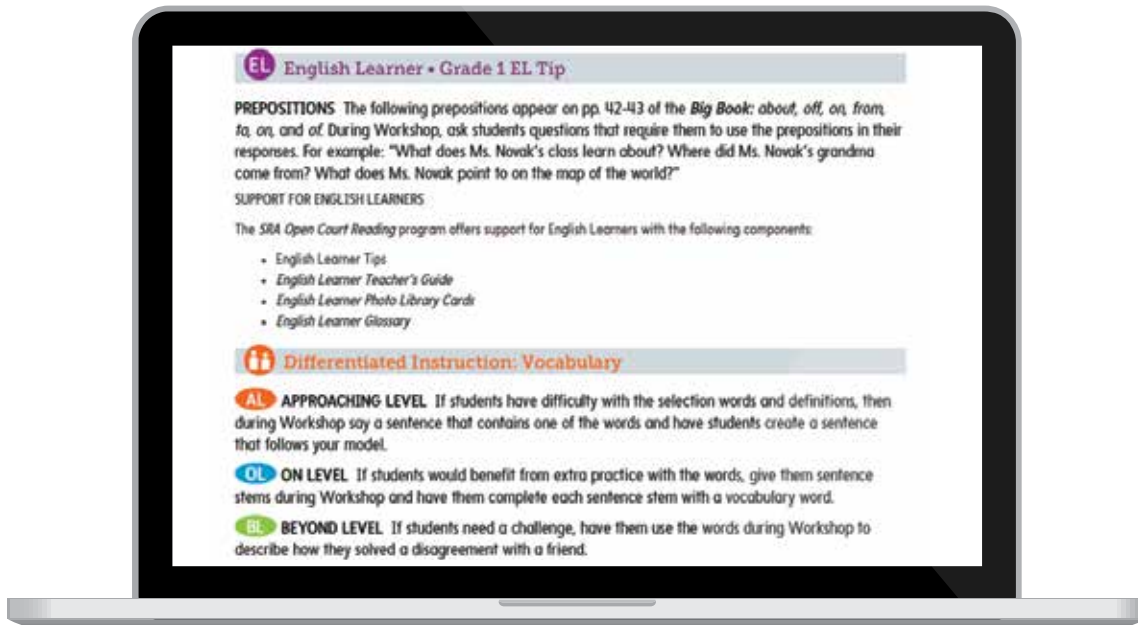 EL English Learner • Grade 1 EL Tip
PREPOSITIONS The following prepositions appear on pp. 42-43 of the Big Book: about, off, on, from,
to, on, and of. During Workshop, ask students questions that require them to use the prepositions in their
responses. For example: "What does Ms. Novak's class learn about? Where did Ms. Novak's grandma
come from? What does Ms. Novak point to on the map of the world?"
SUPPORT FOR ENGLISH LEARNERS
The SRA Open Court Reading program offers support for English Learners with the following components:
• English Learner Tips
• English Learner Teacher's Guide
• English Learner Photo Library Cards
• English Learner Glossary
Differentiated Instruction: Vocabulary
AL APPROACHING LEVEL If students have difficulty with the selection words and definitions, then
during Workshop say a sentence that contains one of the words and have students create a sentence
that follows your model.
OL ON LEVEL If students would benefit from extra practice with the words, give them sentence
stems during Workshop and have them complete each sentence stem with a vocabulary word.
BL BEYOND LEVEL If students need a challenge, have them use the words during Workshop to
describe how they solved a disagreement with a friend.